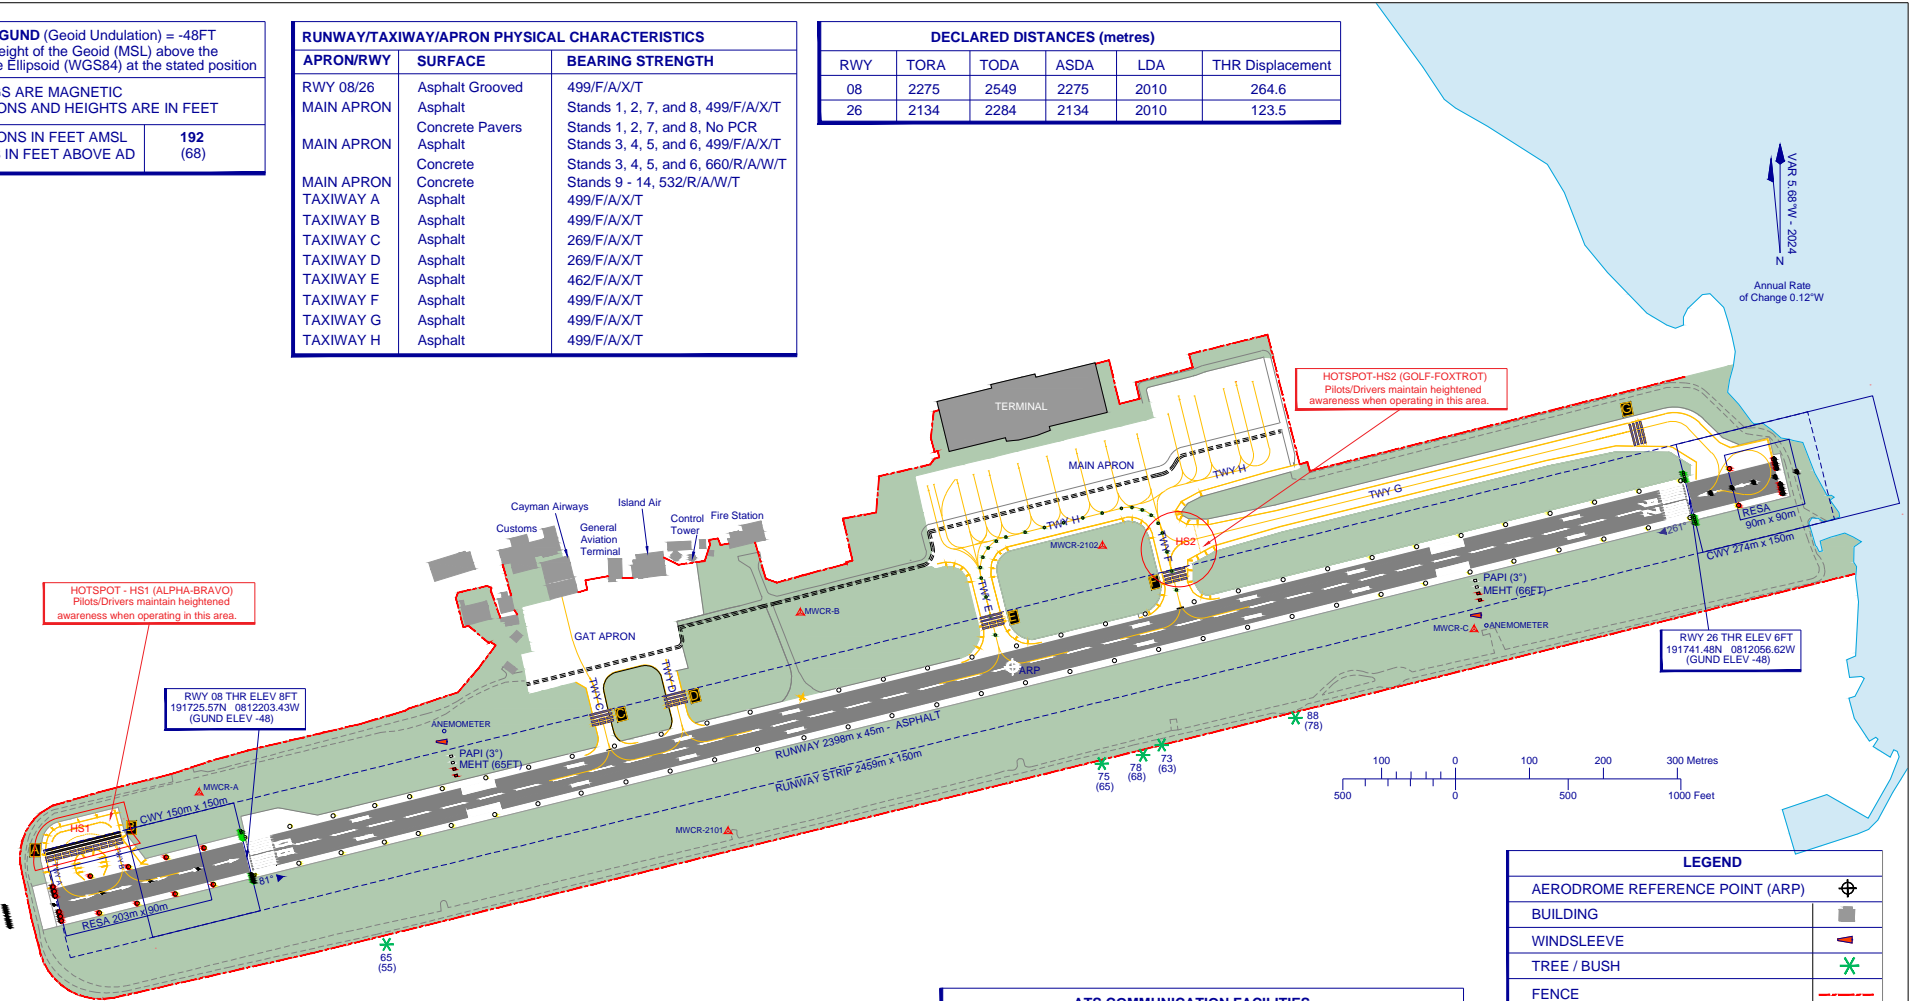 GUND (Geoid Undulation) = -48FT
eight of the Geoid (MSL) above the
e Ellipsoid (WGS84) at the stated position
GS ARE MAGNETIC
ONS AND HEIGHTS ARE IN FEET
ONS IN FEET AMSL 192
IN FEET ABOVE AD (68)
RUNWAY/TAXIWAY/APRON PHYSICAL CHARACTERISTICS
APRON/RWY SURFACE BEARING STRENGTH
RWY 08/26 Asphalt Grooved 499/F/A/X/T
MAIN APRON Asphalt Stands 1, 2, 7, and 8, 499/F/A/X/T
Concrete Pavers Stands 1, 2, 7, and 8, No PCR
MAIN APRON Asphalt Stands 3, 4, 5, and 6, 499/F/A/X/T
Concrete Stands 3, 4, 5, and 6, 660/R/A/W/T
MAIN APRON Concrete Stands 9 - 14, 532/R/A/W/T
TAXIWAY A Asphalt 499/F/A/X/T
TAXIWAY B Asphalt 499/F/A/X/T
TAXIWAY C Asphalt 269/F/A/X/T
TAXIWAY D Asphalt 269/F/A/X/T
TAXIWAY E Asphalt 462/F/A/X/T
TAXIWAY F Asphalt 499/F/A/X/T
TAXIWAY G Asphalt 499/F/A/X/T
TAXIWAY H Asphalt 499/F/A/X/T
DECLARED DISTANCES (metres)
RWY TORA TODA ASDA LDA THR Displacement
08 2275 2549 2275 2010 264.6
26 2134 2284 2134 2010 123.5
VAR 5.68°W - 2024
N
Annual Rate
of Change 0.12°W
HOTSPOT-HS2 (GOLF-FOXTROT)
Pilots/Drivers maintain heightened
awareness when operating in this area.
TERMINAL
G
MAIN APRON
TWY H
TWY G
TWY H
Cayman Airways
Island Air
Customs
General
Aviation
Terminal
Control
Tower
Fire Station
MWCR-2102
TWY F
HS2
RESA
90m x 90m
261°
CWY 274m x 150m
HOTSPOT - HS1 (ALPHA-BRAVO)
Pilots/Drivers maintain heightened
awareness when operating in this area.
MWCR-B
TWY E
E
PAPI (3°)
MEHT (66FT)
MWCR-C
ANEMOMETER
GAT APRON
RWY 26 THR ELEV 6FT
191741.48N 0812056.62W
(GUND ELEV -48)
ARP
TWY C
C
TWY D
D
RWY 08 THR ELEV 8FT
191725.57N 0812203.43W
(GUND ELEV -48)
ANEMOMETER
PAPI (3°)
MEHT (65FT)
RUNWAY 2398m x 45m - ASPHALT
RUNWAY STRIP 2459m x 150m
88
(78)
73
(63)
78
(68)
75
(65)
100 0 100 200 300 Metres
500 0 500 1000 Feet
MWCR-A
CWY 150m x 150m
HS1
B
A
TWY A
TWY B
08
81°
RESA 203m x 90m
MWCR-2101
65
(55)
LEGEND
AERODROME REFERENCE POINT (ARP)
BUILDING
WINDSLEEVE
TREE / BUSH
FENCE
ATS COMMUNICATION FACILITIES